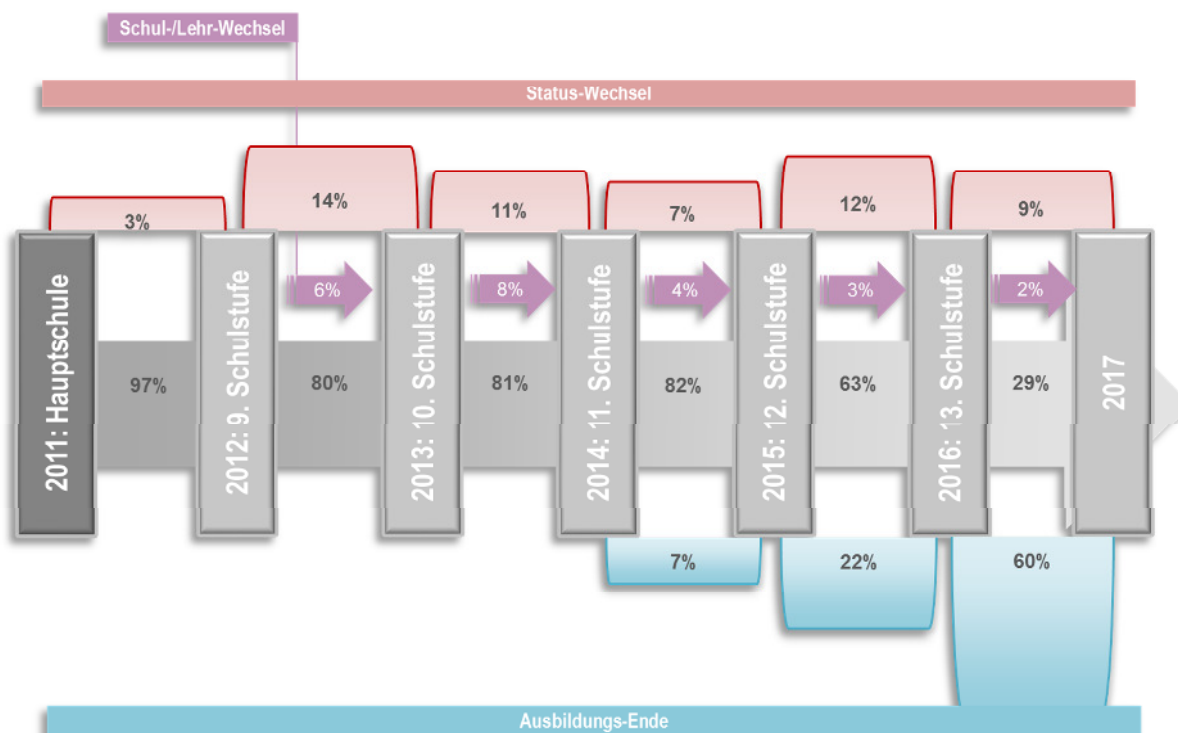 Schul-/Lehr-Wechsel
Status-Wechsel
3%
14%
11%
7%
12%
9%
6%
8%
4%
3%
2%
2011: Hauptschule
2012: 9. Schulstufe
2013: 10. Schulstufe
2014: 11. Schulstufe
2015: 12. Schulstufe
2016: 13. Schulstufe
2017
97%
80%
81%
82%
63%
29%
7%
22%
60%
Ausbildungs-Ende